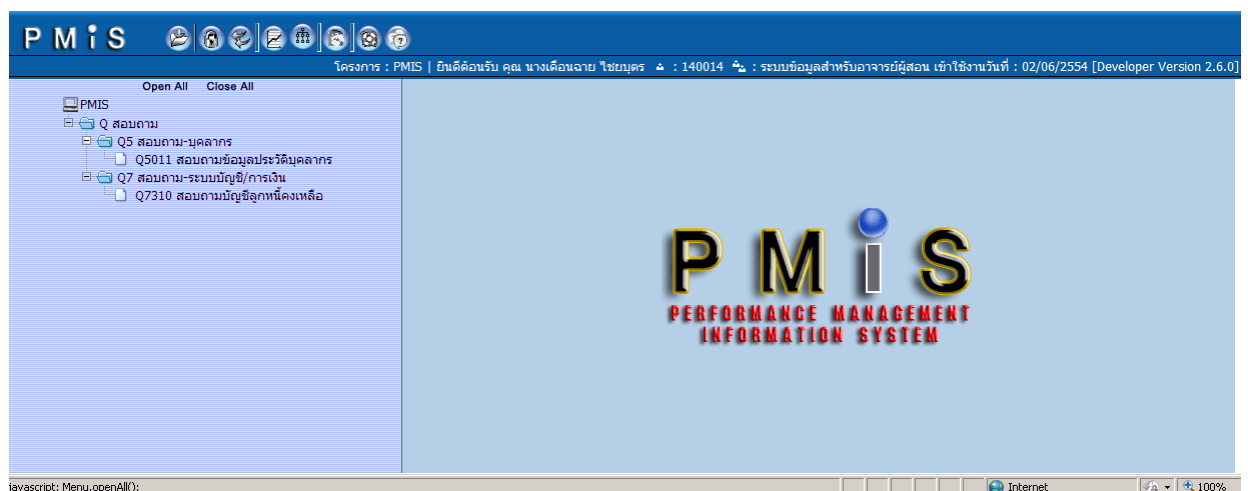 PMiS
โครงการ : PMIS | ยินดีต้อนรับ คุณ นางเดือนฉาย ไชยบุตร : 140014 : ระบบข้อมูลสำหรับอาจารย์ผู้สอน เข้าใช้งานวันที่ : 02/06/2554 [Developer Version 2.6.0]
Open All Close All
PMIS
Q สอบถาม
Q5 สอบถาม-บุคลากร
Q5011 สอบถามข้อมูลประวัติบุคลากร
Q7 สอบถาม-ระบบบัญชี/การเงิน
Q7310 สอบถามบัญชีลูกหนี้คงเหลือ
PMiS
PERFORMANCE MANAGEMENT
INFORMATION SYSTEM
javascript: Menu.openAll();
Internet
100%